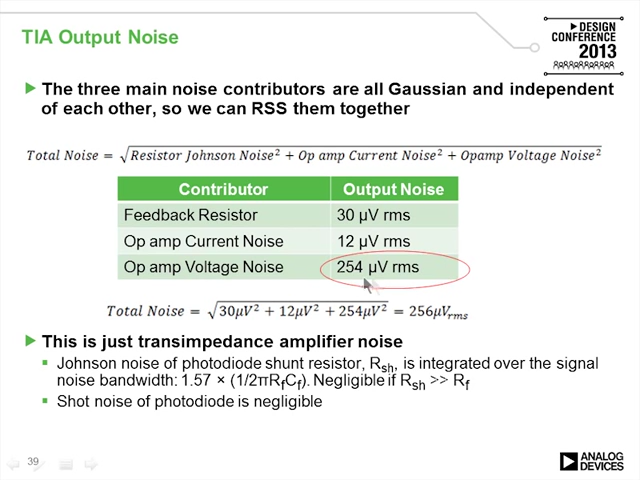 TIA Output Noise
▶DESIGN
CONFERENCE
2013
The three main noise contributors are all Gaussian and independent
of each other, so we can RSS them together
Total Noise = √Resistor Johnson Noise² + Op amp Current Noise² + Opamp Voltage Noise²
Contributor Output Noise
Feedback Resistor 30 µV rms
Op amp Current Noise 12 µV rms
Op amp Voltage Noise 254 µV rms
Total Noise = √30µV² + 12µV² + 254µV² = 256µVrms
This is just transimpedance amplifier noise
Johnson noise of photodiode shunt resistor, Rsh, is integrated over the signal
noise bandwidth: 1.57 × (1/2πRfCf). Negligible if Rsh >> Rf
Shot noise of photodiode is negligible
39
ANALOG
DEVICES